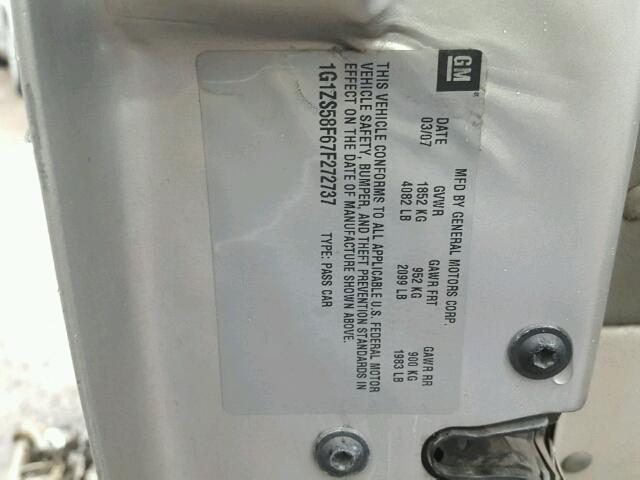 GM
®
DATE
03/07
MFD BY GENERAL MOTORS CORP.
GVWR GAWR FRT GAWR RR
1852 KG 952 KG 900 KG
4082 LB 2099 LB 1983 LB
THIS VEHICLE CONFORMS TO ALL APPLICABLE U.S. FEDERAL MOTOR
VEHICLE SAFETY, BUMPER, AND THEFT PREVENTION STANDARDS IN
EFFECT ON THE DATE OF MANUFACTURE SHOWN ABOVE.
1G1ZS58F67F272737 TYPE: PASS CAR